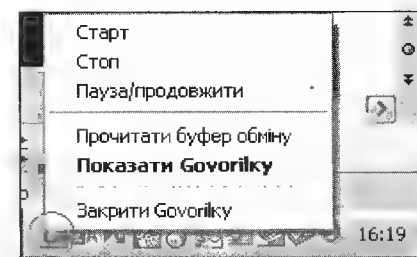 Старт
Стоп
Пауза/продовжити
Прочитати буфер обміну
Показати Govorilky
Закрити Govorilky
16:19